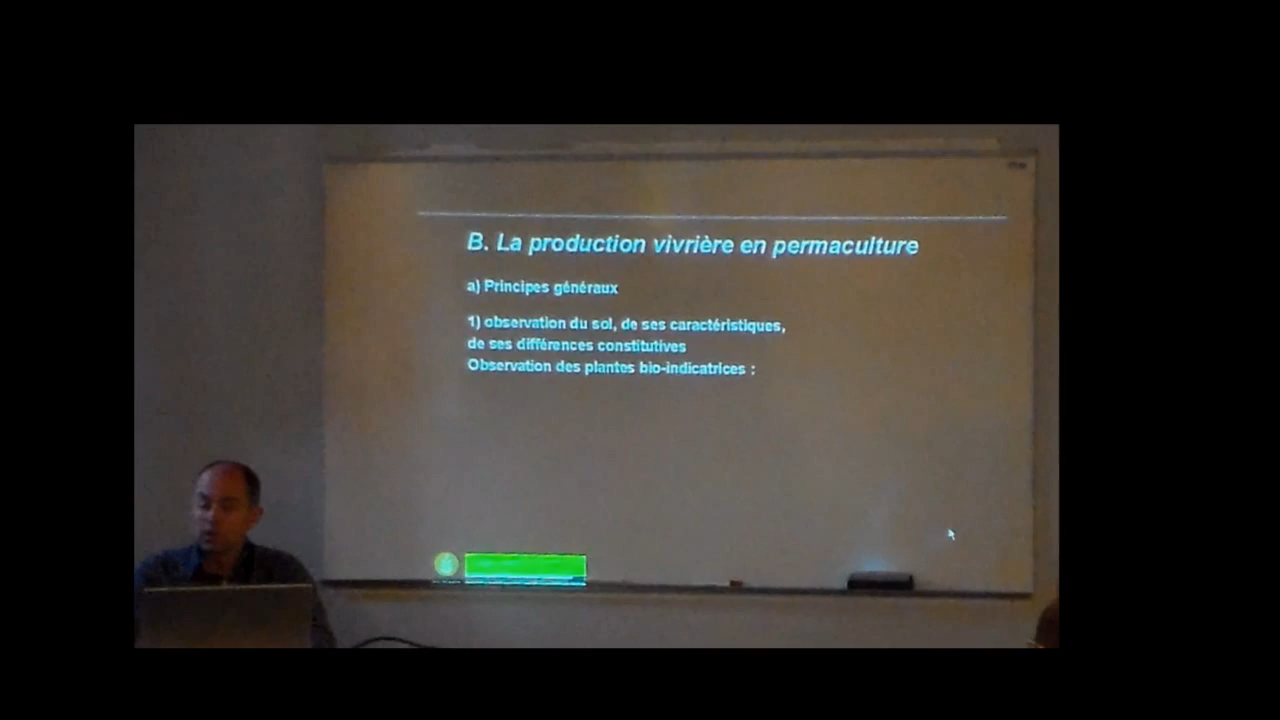 B. La production vivrière en permaculture
a) Principes généraux
1) observation du sol, de ses caractéristiques,
de ses différences constitutives
Observation des plantes bio-indicatrices :